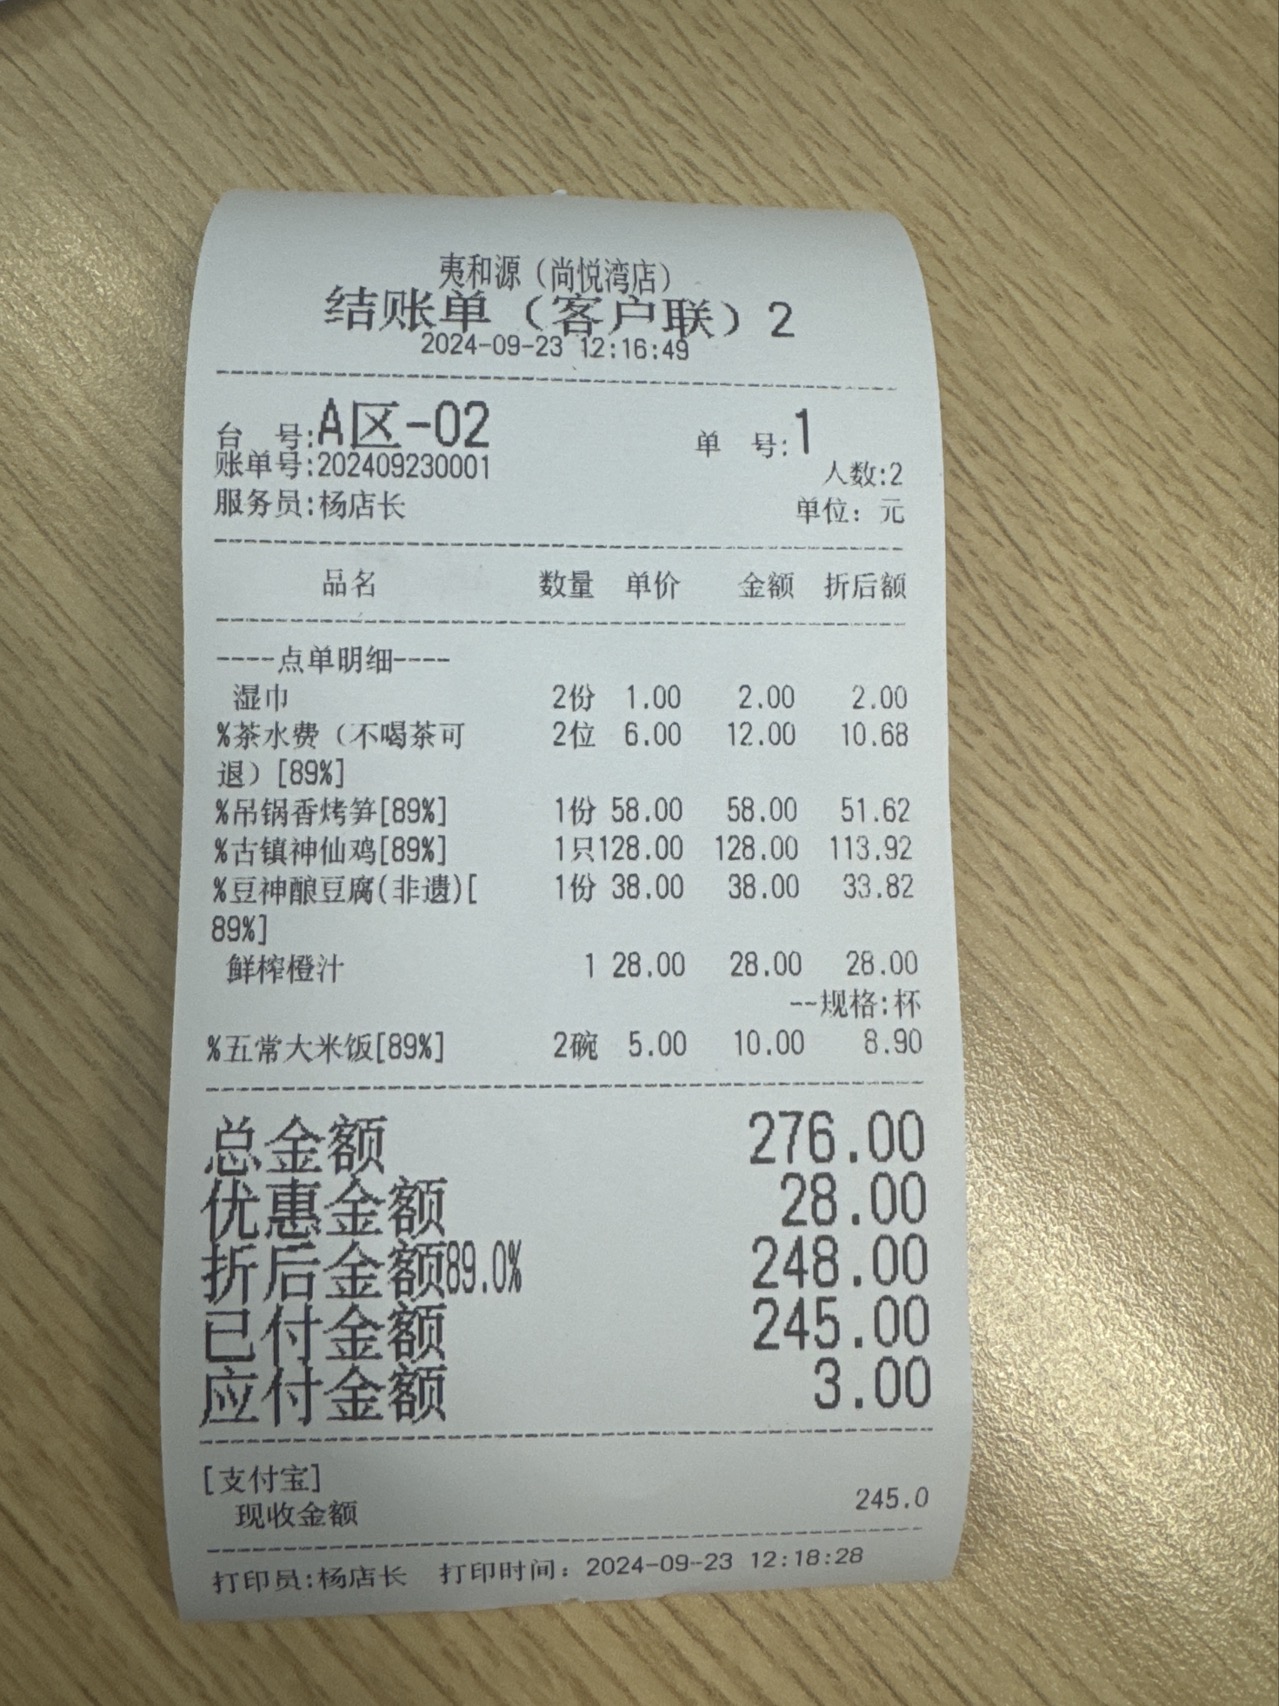 夷和源（尚悦湾店）
结账单（客户联）2
2024-09-23 12:16:49
台 号:A区-02 单 号:1
账单号:202409230001 人数:2
服务员:杨店长 单位：元
品名 数量 单价 金额 折后额
----点单明细----
湿巾 2份 1.00 2.00 2.00
%茶水费（不喝茶可 2位 6.00 12.00 10.68
退）[89%]
%吊锅香烤笋[89%] 1份 58.00 58.00 51.62
%古镇神仙鸡[89%] 1只128.00 128.00 113.92
%豆神酿豆腐(非遗)[ 1份 38.00 38.00 33.82
89%]
鲜榨橙汁 1 28.00 28.00 28.00
--规格:杯
%五常大米饭[89%] 2碗 5.00 10.00 8.90
总金额 276.00
优惠金额 28.00
折后金额89.0% 248.00
已付金额 245.00
应付金额 3.00
[支付宝]
现收金额 245.0
打印员:杨店长 打印时间：2024-09-23 12:18:28